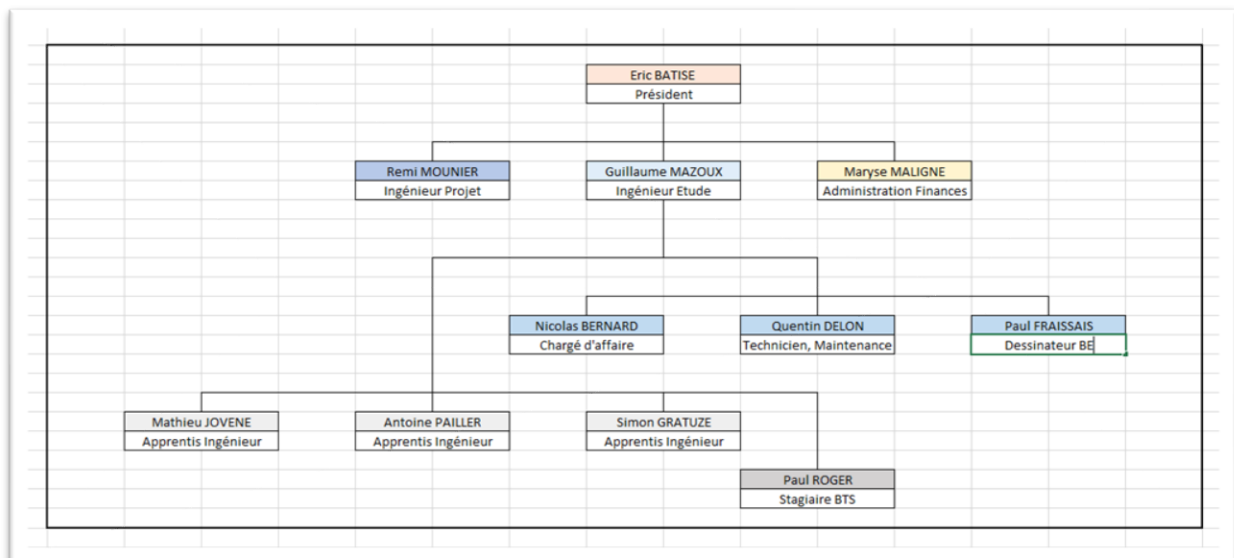 Eric BATISE
Président
Remi MOUNIER
Ingénieur Projet
Guillaume MAZOUX
Ingénieur Etude
Maryse MALIGNE
Administration Finances
Nicolas BERNARD
Chargé d'affaire
Quentin DELON
Technicien, Maintenance
Paul FRAISSAIS
Dessinateur BE
Mathieu JOVENE
Apprentis Ingénieur
Antoine PAILLER
Apprentis Ingénieur
Simon GRATUZE
Apprentis Ingénieur
Paul ROGER
Stagiaire BTS